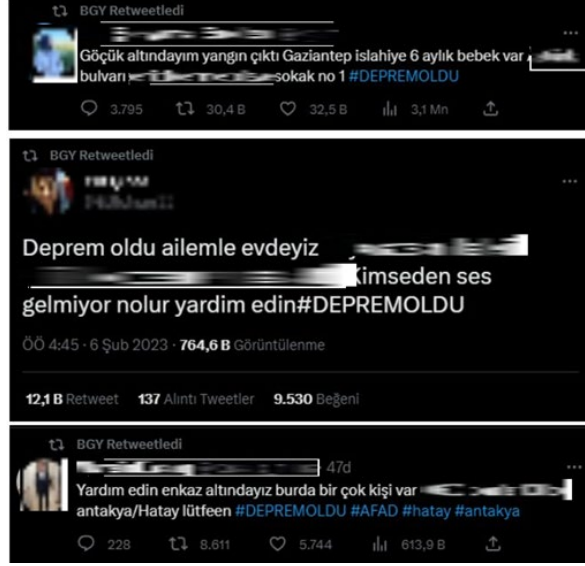 BGY Retweetledi
Göçük altındayım yangın çıktı Gaziantep islahiye 6 aylık bebek var
bulvarı sokak no 1 #DEPREMOLDU
3.795 30,4 B 32,5 B 3,1 Mn
BGY Retweetledi
Deprem oldu ailemle evdeyiz
Kimseden ses
gelmiyor nolur yardim edin#DEPREMOLDU
ÖÖ 4:45 · 6 Şub 2023 · 764,6 B Görüntülenme
12,1 B Retweet 137 Alıntı Tweetler 9.530 Beğeni
BGY Retweetledi
47d
Yardım edin enkaz altındayız burda bir çok kişi var
antakya/Hatay lütfeen #DEPREMOLDU #AFAD #hatay #antakya
228 8.611 5.744 613,9 B